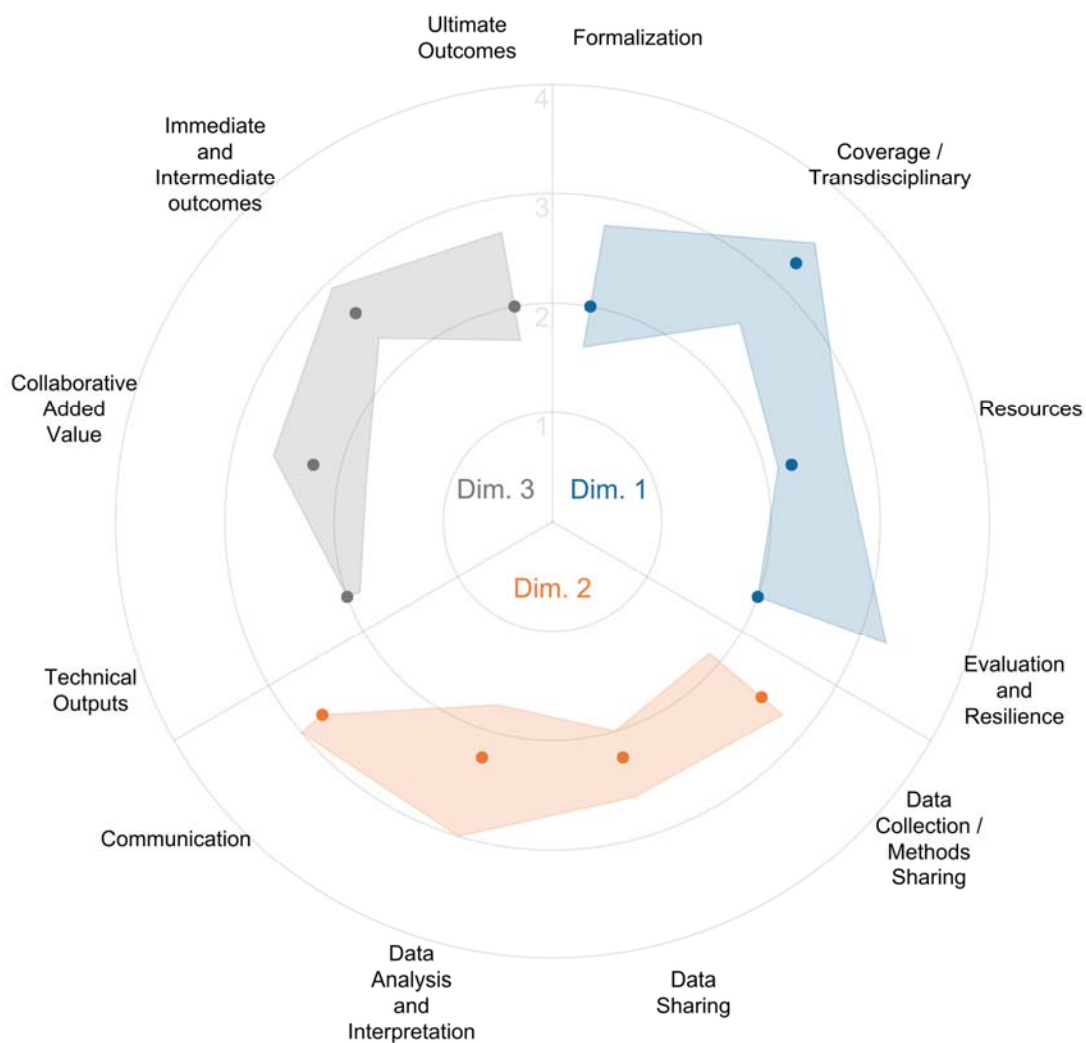 Ultimate
Outcomes
Formalization
Immediate
and
Intermediate
outcomes
Coverage /
Transdisciplinary
4
3
2
1
Collaborative
Added
Value
Resources
Dim. 3
Dim. 1
Dim. 2
Technical
Outputs
Evaluation
and
Resilience
Communication
Data
Collection /
Methods
Sharing
Data
Analysis
and
Interpretation
Data
Sharing